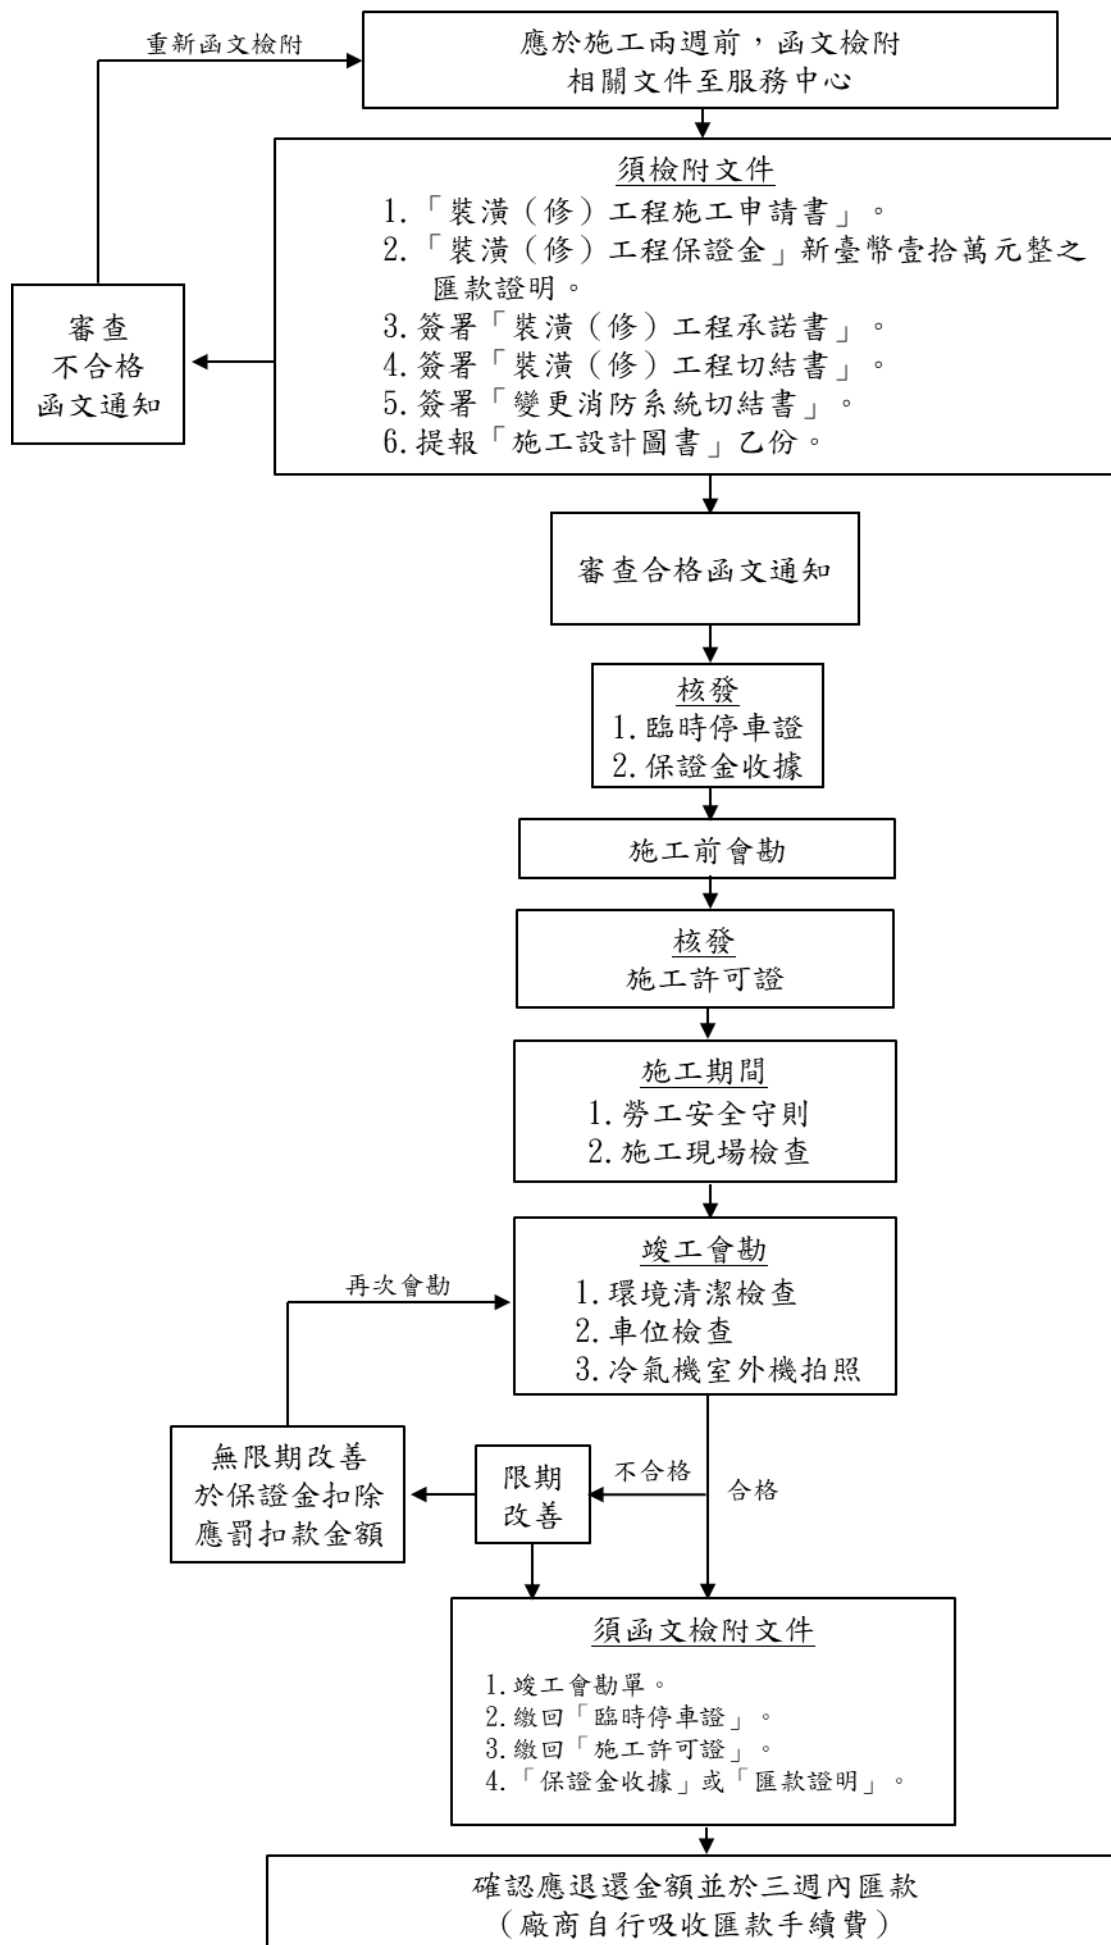 重新函文檢附
應於施工兩週前，函文檢附
相關文件至服務中心
須檢附文件
1.「裝潢（修）工程施工申請書」。
2.「裝潢（修）工程保證金」新臺幣壹拾萬元整之
匯款證明。
3.簽署「裝潢（修）工程承諾書」。
4.簽署「裝潢（修）工程切結書」。
5.簽署「變更消防系統切結書」。
6.提報「施工設計圖書」乙份。
審查
不合格
函文通知
審查合格函文通知
核發
1.臨時停車證
2.保證金收據
施工前會勘
核發
施工許可證
施工期間
1.勞工安全守則
2.施工現場檢查
竣工會勘
1.環境清潔檢查
2.車位檢查
3.冷氣機室外機拍照
再次會勘
無限期改善
於保證金扣除
應罰扣款金額
限期
改善
不合格
合格
須函文檢附文件
1.竣工會勘單。
2.繳回「臨時停車證」。
3.繳回「施工許可證」。
4.「保證金收據」或「匯款證明」。
確認應退還金額並於三週內匯款
（廠商自行吸收匯款手續費）